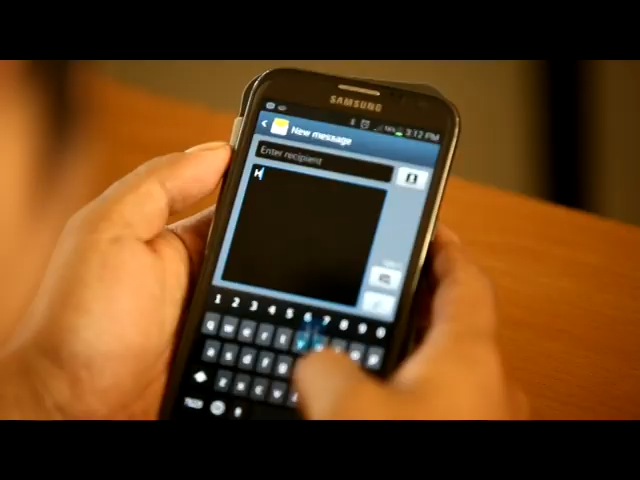 SAMSUNG
3:12 PM
New message
Enter recipient
H
1 2 3 4 5 6 7 8 9 0
q w e r t
a s d f g
z x c v